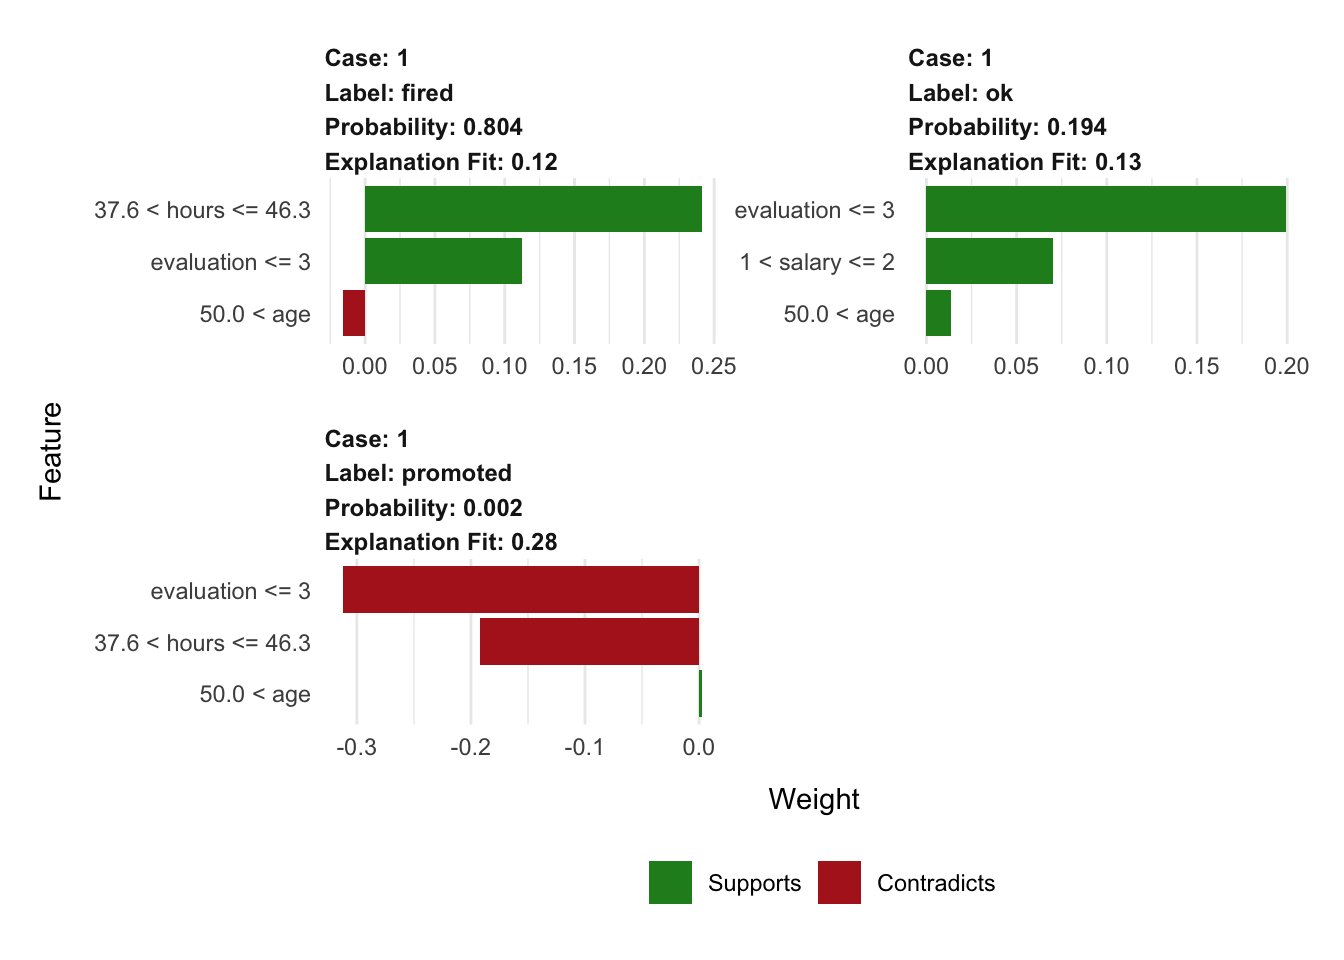 Case: 1
Label: fired
Probability: 0.804
Explanation Fit: 0.12
37.6 < hours <= 46.3
evaluation <= 3
50.0 < age
0.00 0.05 0.10 0.15 0.20 0.25
Case: 1
Label: ok
Probability: 0.194
Explanation Fit: 0.13
evaluation <= 3
1 < salary <= 2
50.0 < age
0.00 0.05 0.10 0.15 0.20
Feature
Case: 1
Label: promoted
Probability: 0.002
Explanation Fit: 0.28
evaluation <= 3
37.6 < hours <= 46.3
50.0 < age
-0.3 -0.2 -0.1 0.0
Weight
Supports Contradicts